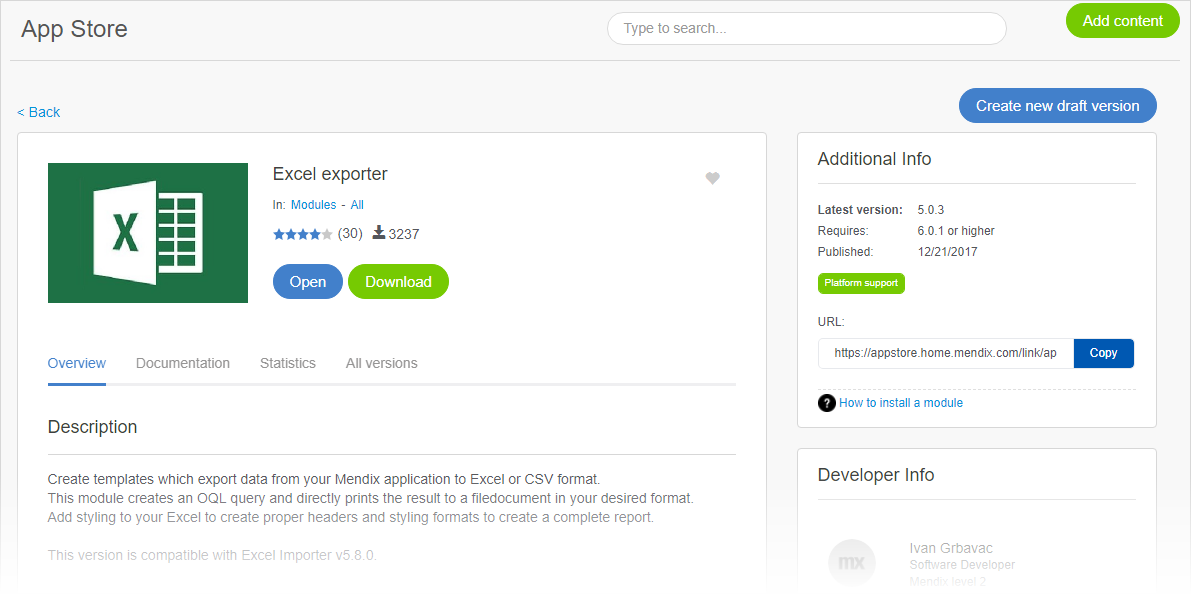 App Store
Type to search...
Add content
< Back
Create new draft version
X
Excel exporter
In: Modules - All
(30) 3237
Open
Download
Overview
Documentation
Statistics
All versions
Description
Create templates which export data from your Mendix application to Excel or CSV format.
This module creates an OQL query and directly prints the result to a filedocument in your desired format.
Add styling to your Excel to create proper headers and styling formats to create a complete report.
This version is compatible with Excel Importer v5.8.0.
Additional Info
Latest version: 5.0.3
Requires: 6.0.1 or higher
Published: 12/21/2017
Platform support
URL:
https://appstore.home.mendix.com/link/ap
Copy
? How to install a module
Developer Info
mx
Ivan Grbavac
Software Developer
Mendix level 2